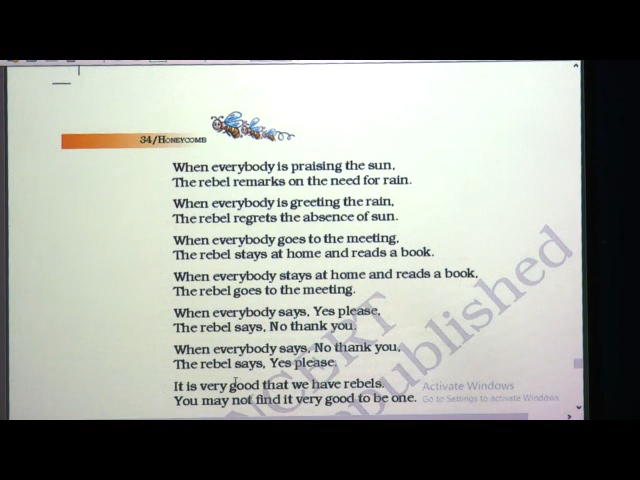 34/HONEYCOMB
When everybody is praising the sun,
The rebel remarks on the need for rain.
When everybody is greeting the rain,
The rebel regrets the absence of sun.
When everybody goes to the meeting,
The rebel stays at home and reads a book.
When everybody stays at home and reads a book,
The rebel goes to the meeting.
When everybody says, Yes please,
The rebel says, No thank you.
When everybody says, No thank you,
The rebel says, Yes please.
It is very good that we have rebels.
You may not find it very good to be one.
Activate Windows
Go to Settings to activate Windows.
NCERT
republished